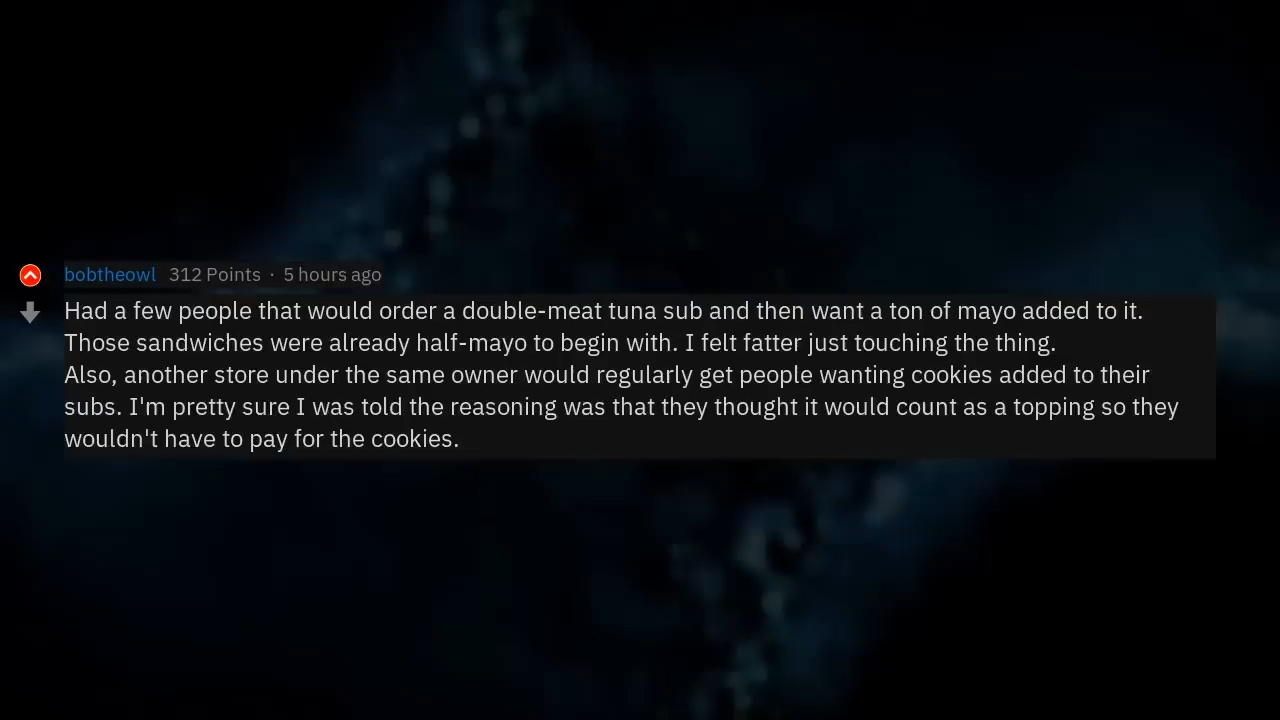 bobtheowl 312 Points · 5 hours ago
Had a few people that would order a double-meat tuna sub and then want a ton of mayo added to it.
Those sandwiches were already half-mayo to begin with. I felt fatter just touching the thing.
Also, another store under the same owner would regularly get people wanting cookies added to their
subs. I'm pretty sure I was told the reasoning was that they thought it would count as a topping so they
wouldn't have to pay for the cookies.